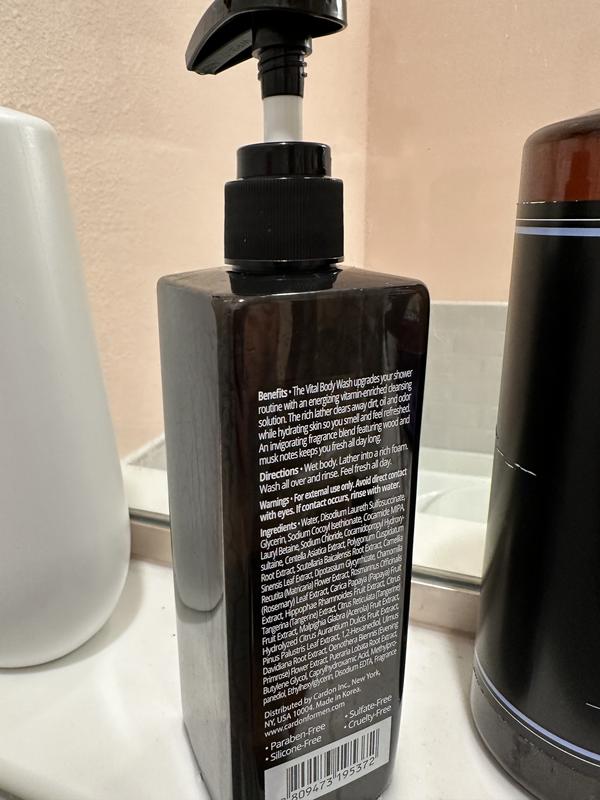 Benefits • The Vital Body Wash upgrades your shower
routine with an energizing vitamin-enriched cleansing
solution. The rich lather clears away dirt, oil and odor
while hydrating skin so you smell and feel refreshed.
An invigorating fragrance blend featuring wood and
musk notes keeps you fresh all day long.
Directions • Wet body. Lather into a rich foam.
Wash all over and rinse. Feel fresh all day.
Warnings • For external use only. Avoid direct contact
with eyes. If contact occurs, rinse with water.
Ingredients • Water, Disodium Laureth Sulfosuccinate,
Glycerin, Sodium Cocoyl Isethionate, Cocamide MIPA,
Lauryl Betaine, Sodium Chloride, Cocamidopropyl Hydroxy-
sultaine, Centella Asiatica Extract, Polygonum Cuspidatum
Root Extract, Scutellaria Baicalensis Root Extract, Camellia
Sinensis Leaf Extract, Dipotassium Glycyrrhizate, Chamomilla
Recutita (Matricaria) Flower Extract, Rosmarinus Officinalis
(Rosemary) Leaf Extract, Carica Papaya (Papaya) Fruit
Extract, Hippophae Rhamnoides Fruit Extract, Citrus
Tangerina (Tangerine) Extract, Citrus Reticulata (Tangerine)
Fruit Extract, Malpighia Glabra (Acerola) Fruit Extract,
Hydrolyzed Citrus Aurantium Dulcis Fruit Extract,
Pinus Palustris Leaf Extract, 1,2-Hexanediol, Ulmus
Davidiana Root Extract, Oenothera Biennis (Evening
Primrose) Flower Extract, Pueraria Lobata Root Extract,
Butylene Glycol, Caprylhydroxamic Acid, Methylpro-
panediol, Ethylhexylglycerin, Disodium EDTA, Fragrance
Distributed by Cardon Inc., New York,
NY, USA 10004. Made in Korea.
www.cardonformen.com
• Paraben-Free • Sulfate-Free
• Silicone-Free • Cruelty-Free
8 809473 195372